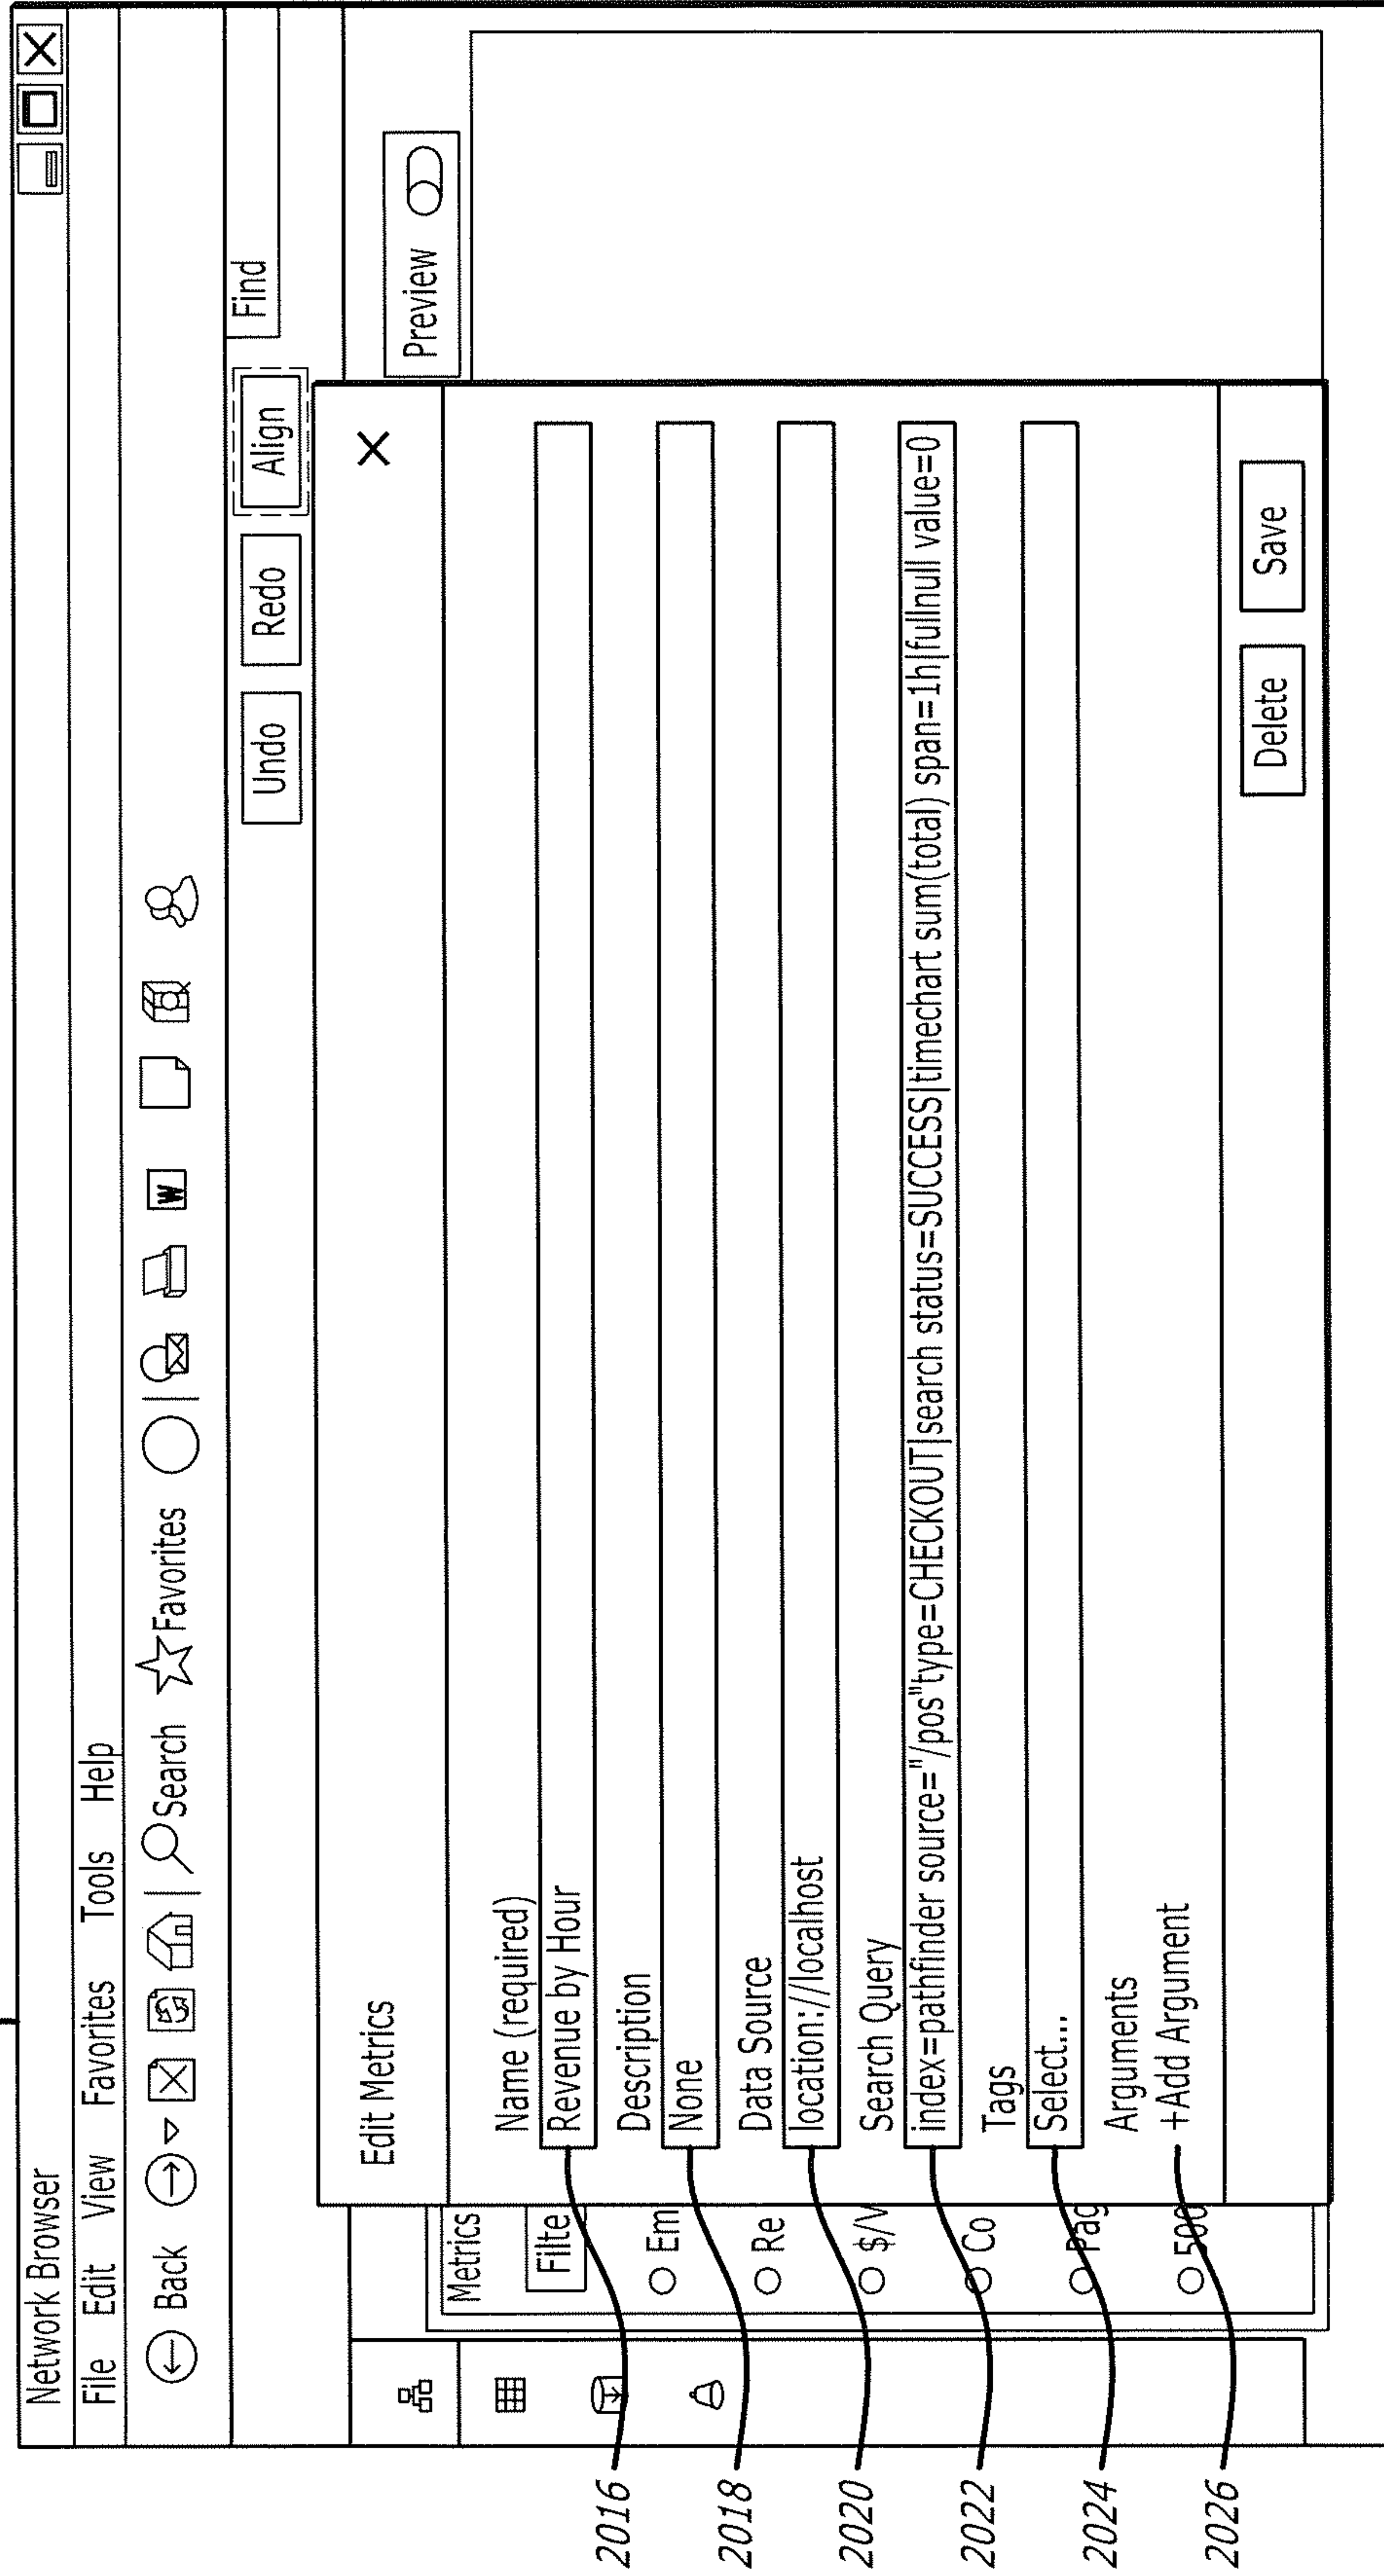 Network Browser
File Edit View Favorites Tools Help
Back Search Favorites W
Undo Redo Align Find
Preview
Edit Metrics
Metrics
Filte
Em
Re
$/V
Co
Pag
500
Name (required)
2016 Revenue by Hour
Description
2018 None
Data Source
2020 location://localhost
Search Query
2022 index=pathfinder source="/pos"type=CHECKOUT|search status=SUCCESS|timechart sum(total) span=1h|fullnull value=0
Tags
2024 Select...
Arguments
2026 +Add Argument
Delete Save